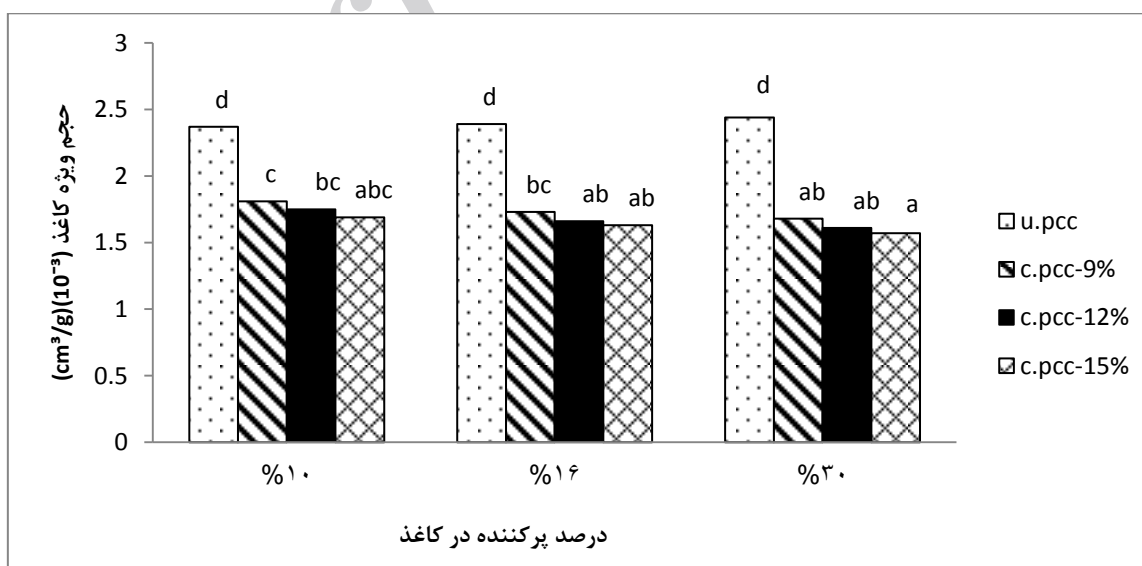 3
2.5
2
1.5
1
0.5
0
حجم ویژه کاغذ (10⁻³)(cm³/g)
d
c
bc
abc
d
bc
ab
ab
d
ab
ab
a
%۱۰
%۱۶
%۳۰
درصد پرکننده در کاغذ
u.pcc
c.pcc-9%
c.pcc-12%
c.pcc-15%